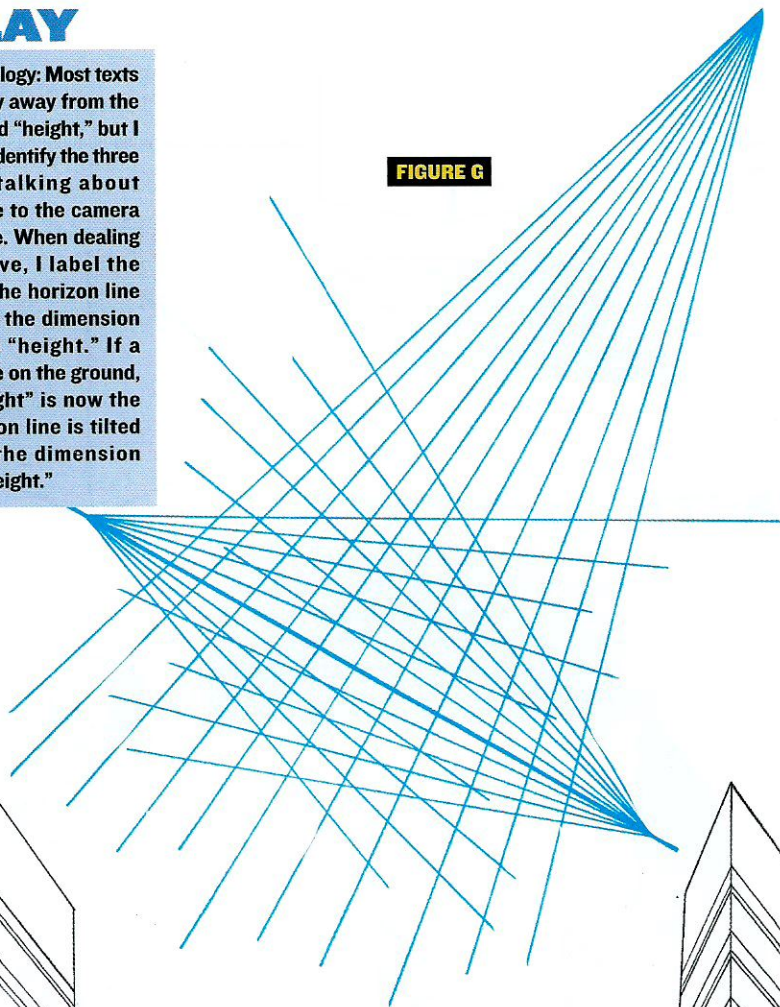 LAY
logy: Most texts
y away from the
d "height," but I
dentify the three
talking about
e to the camera
e. When dealing
ve, I label the
he horizon line
the dimension
"height." If a
e on the ground,
ght" is now the
on line is tilted
the dimension
eight."
FIGURE G